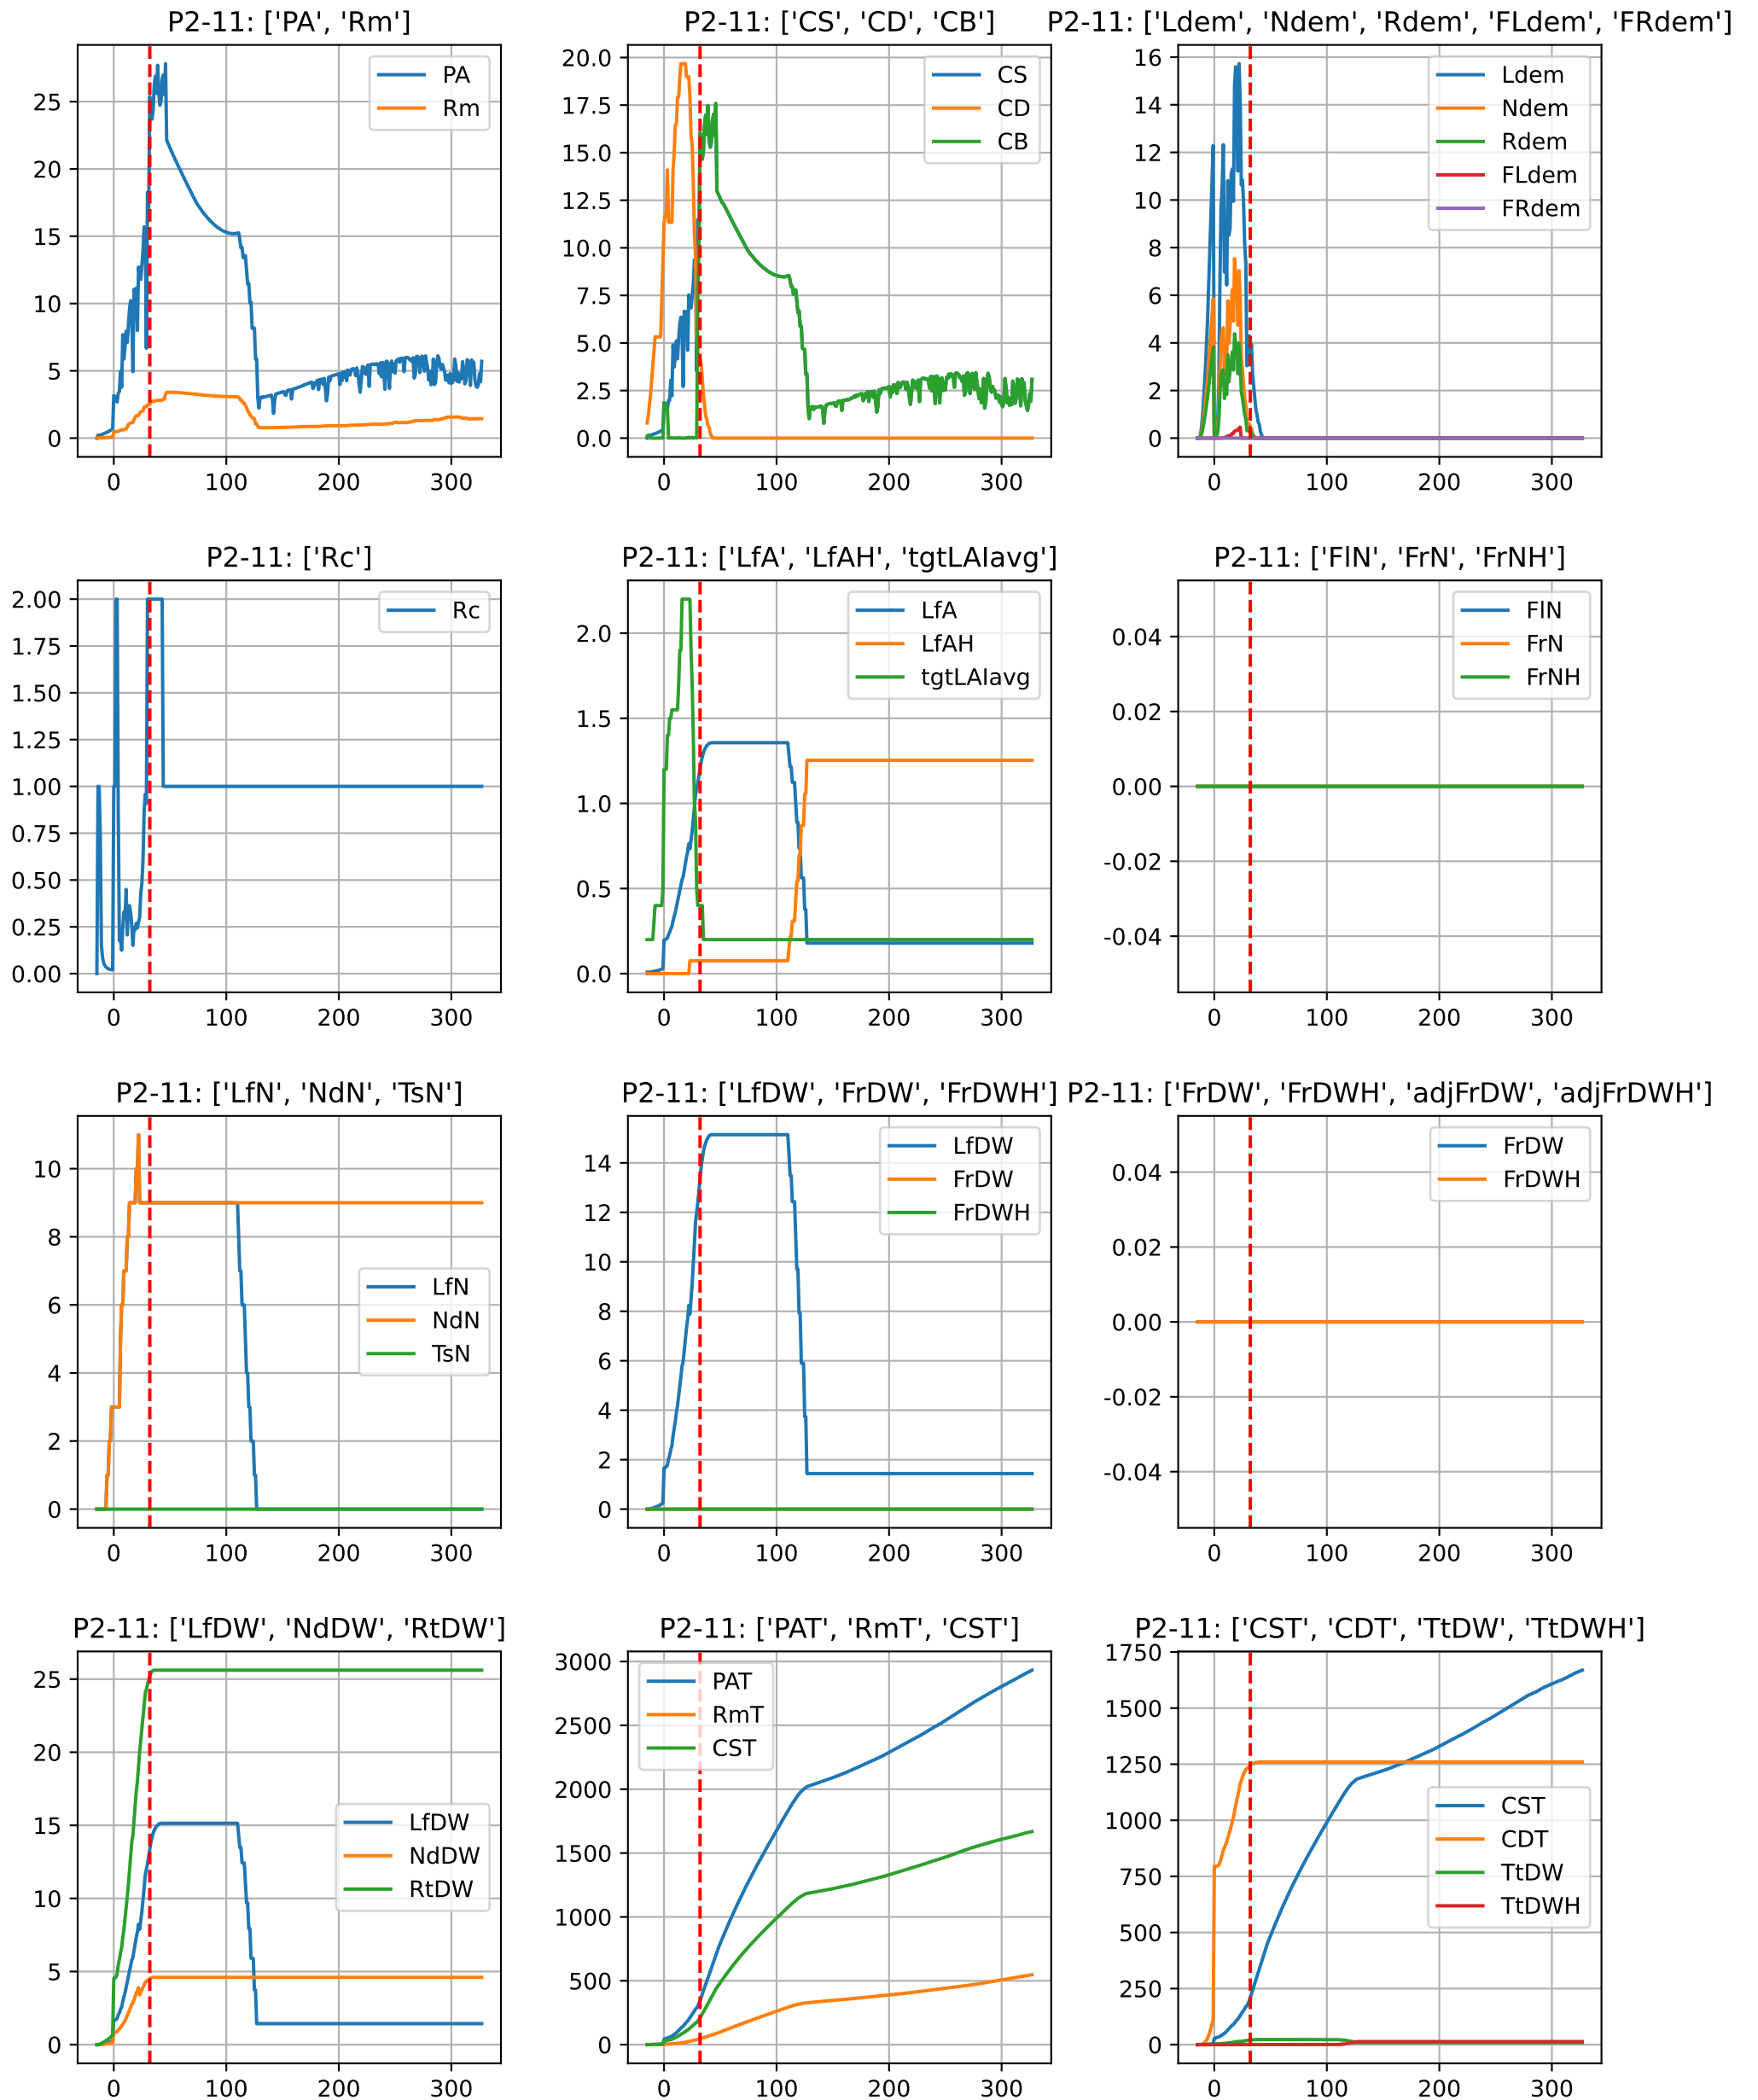 P2-11: ['PA', 'Rm']
25
20
15
10
5
0
0 100 200 300
PA
Rm
P2-11: ['CS', 'CD', 'CB']
20.0
17.5
15.0
12.5
10.0
7.5
5.0
2.5
0.0
0 100 200 300
CS
CD
CB
P2-11: ['Ldem', 'Ndem', 'Rdem', 'FLdem', 'FRdem']
16
14
12
10
8
6
4
2
0
0 100 200 300
Ldem
Ndem
Rdem
FLdem
FRdem
P2-11: ['Rc']
2.00
1.75
1.50
1.25
1.00
0.75
0.50
0.25
0.00
0 100 200 300
Rc
P2-11: ['LfA', 'LfAH', 'tgtLAIavg']
2.0
1.5
1.0
0.5
0.0
0 100 200 300
LfA
LfAH
tgtLAIavg
P2-11: ['FlN', 'FrN', 'FrNH']
0.04
0.02
0.00
-0.02
-0.04
0 100 200 300
FlN
FrN
FrNH
P2-11: ['LfN', 'NdN', 'TsN']
10
8
6
4
2
0
0 100 200 300
LfN
NdN
TsN
P2-11: ['LfDW', 'FrDW', 'FrDWH']
14
12
10
8
6
4
2
0
0 100 200 300
LfDW
FrDW
FrDWH
P2-11: ['FrDW', 'FrDWH', 'adjFrDW', 'adjFrDWH']
0.04
0.02
0.00
-0.02
-0.04
0 100 200 300
FrDW
FrDWH
P2-11: ['LfDW', 'NdDW', 'RtDW']
25
20
15
10
5
0
0 100 200 300
LfDW
NdDW
RtDW
P2-11: ['PAT', 'RmT', 'CST']
3000
2500
2000
1500
1000
500
0
0 100 200 300
PAT
RmT
CST
P2-11: ['CST', 'CDT', 'TtDW', 'TtDWH']
1750
1500
1250
1000
750
500
250
0
0 100 200 300
CST
CDT
TtDW
TtDWH